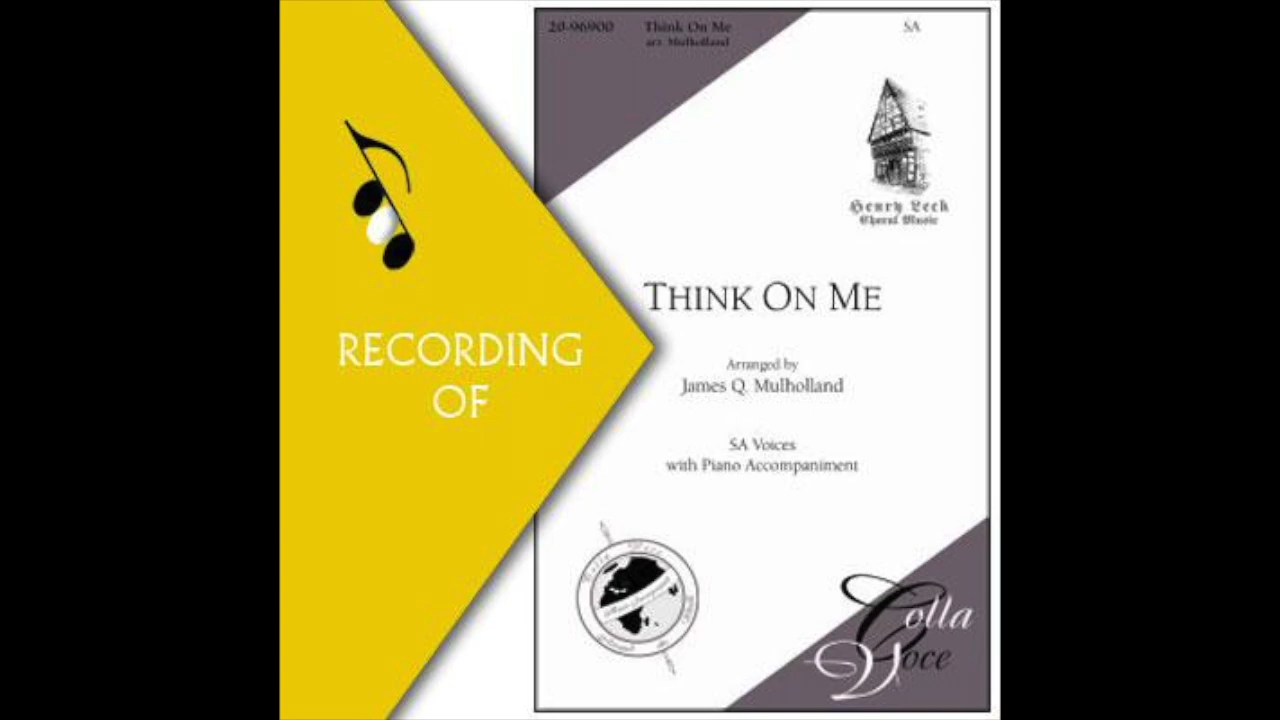 20-96900
Think On Me
arr. Mulholland
SA
Henry Leck
Choral Music
THINK ON ME
RECORDING
OF
Arranged by
James Q. Mulholland
SA Voices
with Piano Accompaniment
Colla
Voce